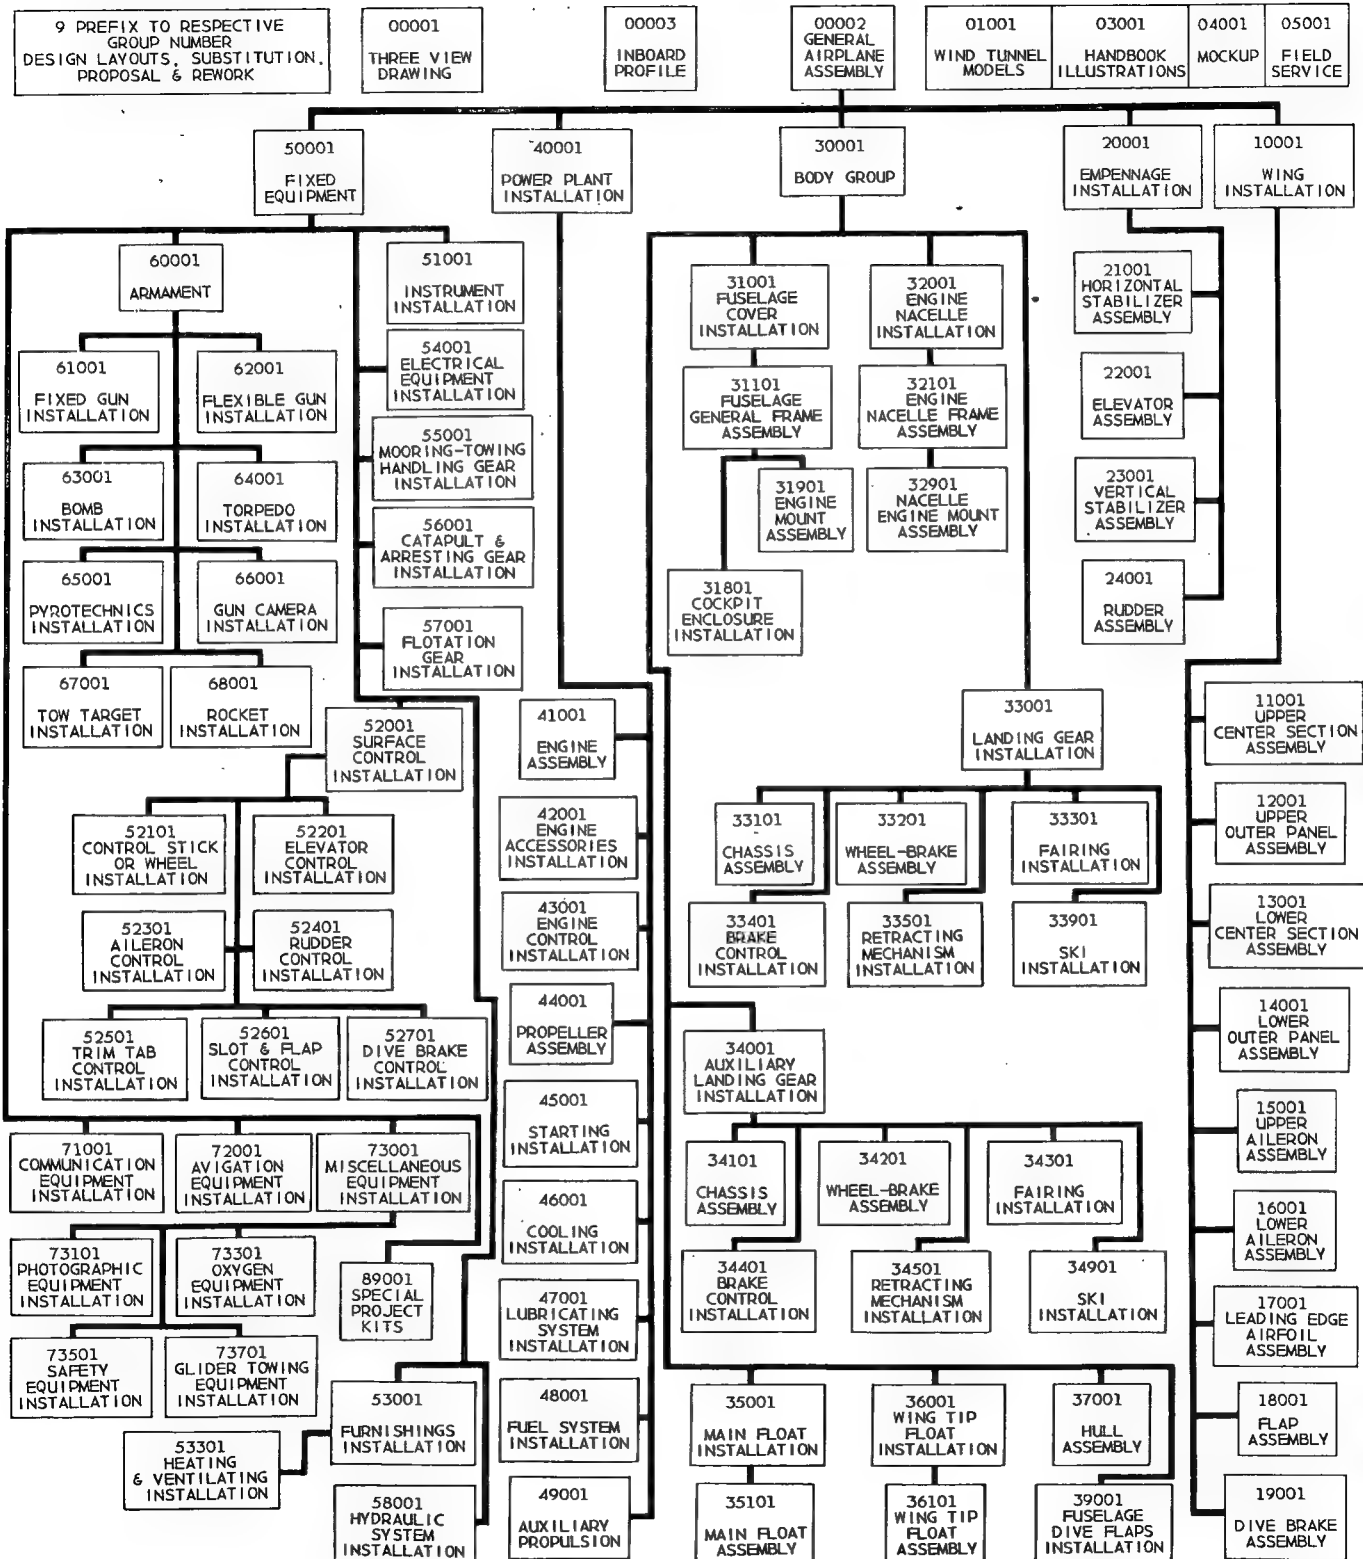 9 PREFIX TO RESPECTIVE
GROUP NUMBER
DESIGN LAYOUTS, SUBSTITUTION,
PROPOSAL & REWORK
00001
THREE VIEW
DRAWING
00003
INBOARD
PROFILE
00002
GENERAL
AIRPLANE
ASSEMBLY
01001
WIND TUNNEL
MODELS
03001
HANDBOOK
ILLUSTRATIONS
04001
MOCKUP
05001
FIELD
SERVICE
50001
FIXED
EQUIPMENT
40001
POWER PLANT
INSTALLATION
30001
BODY GROUP
20001
EMPENNAGE
INSTALLATION
10001
WING
INSTALLATION
60001
ARMAMENT
61001
FIXED GUN
INSTALLATION
62001
FLEXIBLE GUN
INSTALLATION
63001
BOMB
INSTALLATION
64001
TORPEDO
INSTALLATION
65001
PYROTECHNICS
INSTALLATION
66001
GUN CAMERA
INSTALLATION
67001
TOW TARGET
INSTALLATION
68001
ROCKET
INSTALLATION
51001
INSTRUMENT
INSTALLATION
54001
ELECTRICAL
EQUIPMENT
INSTALLATION
55001
MOORING-TOWING
HANDLING GEAR
INSTALLATION
56001
CATAPULT &
ARRESTING GEAR
INSTALLATION
57001
FLOTATION
GEAR
INSTALLATION
52001
SURFACE
CONTROL
INSTALLATION
52101
CONTROL STICK
OR WHEEL
INSTALLATION
52201
ELEVATOR
CONTROL
INSTALLATION
52301
AILERON
CONTROL
INSTALLATION
52401
RUDDER
CONTROL
INSTALLATION
52501
TRIM TAB
CONTROL
INSTALLATION
52601
SLOT & FLAP
CONTROL
INSTALLATION
52701
DIVE BRAKE
CONTROL
INSTALLATION
71001
COMMUNICATION
EQUIPMENT
INSTALLATION
72001
AVIGATION
EQUIPMENT
INSTALLATION
73001
MISCELLANEOUS
EQUIPMENT
INSTALLATION
73101
PHOTOGRAPHIC
EQUIPMENT
INSTALLATION
73301
OXYGEN
EQUIPMENT
INSTALLATION
73501
SAFETY
EQUIPMENT
INSTALLATION
73701
GLIDER TOWING
EQUIPMENT
INSTALLATION
89001
SPECIAL
PROJECT
KITS
53001
FURNISHINGS
INSTALLATION
53301
HEATING
& VENTILATING
INSTALLATION
58001
HYDRAULIC
SYSTEM
INSTALLATION
41001
ENGINE
ASSEMBLY
42001
ENGINE
ACCESSORIES
INSTALLATION
43001
ENGINE
CONTROL
INSTALLATION
44001
PROPELLER
ASSEMBLY
45001
STARTING
INSTALLATION
46001
COOLING
INSTALLATION
47001
LUBRICATING
SYSTEM
INSTALLATION
48001
FUEL SYSTEM
INSTALLATION
49001
AUXILIARY
PROPULSION
31001
FUSELAGE
COVER
INSTALLATION
32001
ENGINE
NACELLE
INSTALLATION
31101
FUSELAGE
GENERAL FRAME
ASSEMBLY
32101
ENGINE
NACELLE FRAME
ASSEMBLY
31901
ENGINE
MOUNT
ASSEMBLY
32901
NACELLE
ENGINE MOUNT
ASSEMBLY
31801
COCKPIT
ENCLOSURE
INSTALLATION
33001
LANDING GEAR
INSTALLATION
33101
CHASSIS
ASSEMBLY
33201
WHEEL-BRAKE
ASSEMBLY
33301
FAIRING
INSTALLATION
33401
BRAKE
CONTROL
INSTALLATION
33501
RETRACTING
MECHANISM
INSTALLATION
33901
SKI
INSTALLATION
34001
AUXILIARY
LANDING GEAR
INSTALLATION
34101
CHASSIS
ASSEMBLY
34201
WHEEL-BRAKE
ASSEMBLY
34301
FAIRING
INSTALLATION
34401
BRAKE
CONTROL
INSTALLATION
34501
RETRACTING
MECHANISM
INSTALLATION
34901
SKI
INSTALLATION
35001
MAIN FLOAT
INSTALLATION
36001
WING TIP
FLOAT
INSTALLATION
37001
HULL
ASSEMBLY
35101
MAIN FLOAT
ASSEMBLY
36101
WING TIP
FLOAT
ASSEMBLY
39001
FUSELAGE
DIVE FLAPS
INSTALLATION
21001
HORIZONTAL
STABILIZER
ASSEMBLY
22001
ELEVATOR
ASSEMBLY
23001
VERTICAL
STABILIZER
ASSEMBLY
24001
RUDDER
ASSEMBLY
11001
UPPER
CENTER SECTION
ASSEMBLY
12001
UPPER
OUTER PANEL
ASSEMBLY
13001
LOWER
CENTER SECTION
ASSEMBLY
14001
LOWER
OUTER PANEL
ASSEMBLY
15001
UPPER
AILERON
ASSEMBLY
16001
LOWER
AILERON
ASSEMBLY
17001
LEADING EDGE
AIRFOIL
ASSEMBLY
18001
FLAP
ASSEMBLY
19001
DIVE BRAKE
ASSEMBLY